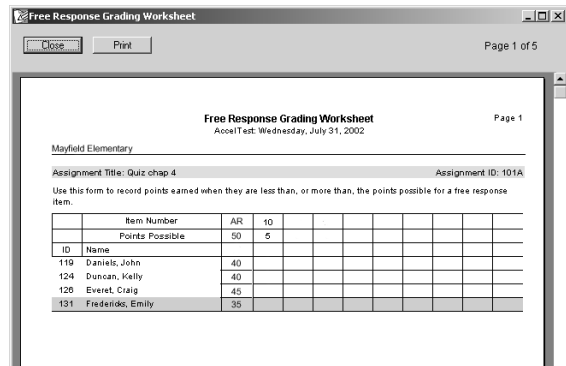 Free Response Grading Worksheet
Close Print Page 1 of 5
Free Response Grading Worksheet Page 1
AccelTest: Wednesday, July 31, 2002
Mayfield Elementary
Assignment Title: Quiz chap 4 Assignment ID: 101A
Use this form to record points earned when they are less than, or more than, the points possible for a free response
item.
Item Number AR 10
Points Possible 50 5
ID Name
119 Daniels, John 40
124 Duncan, Kelly 40
126 Everet, Craig 45
131 Fredericks, Emily 35